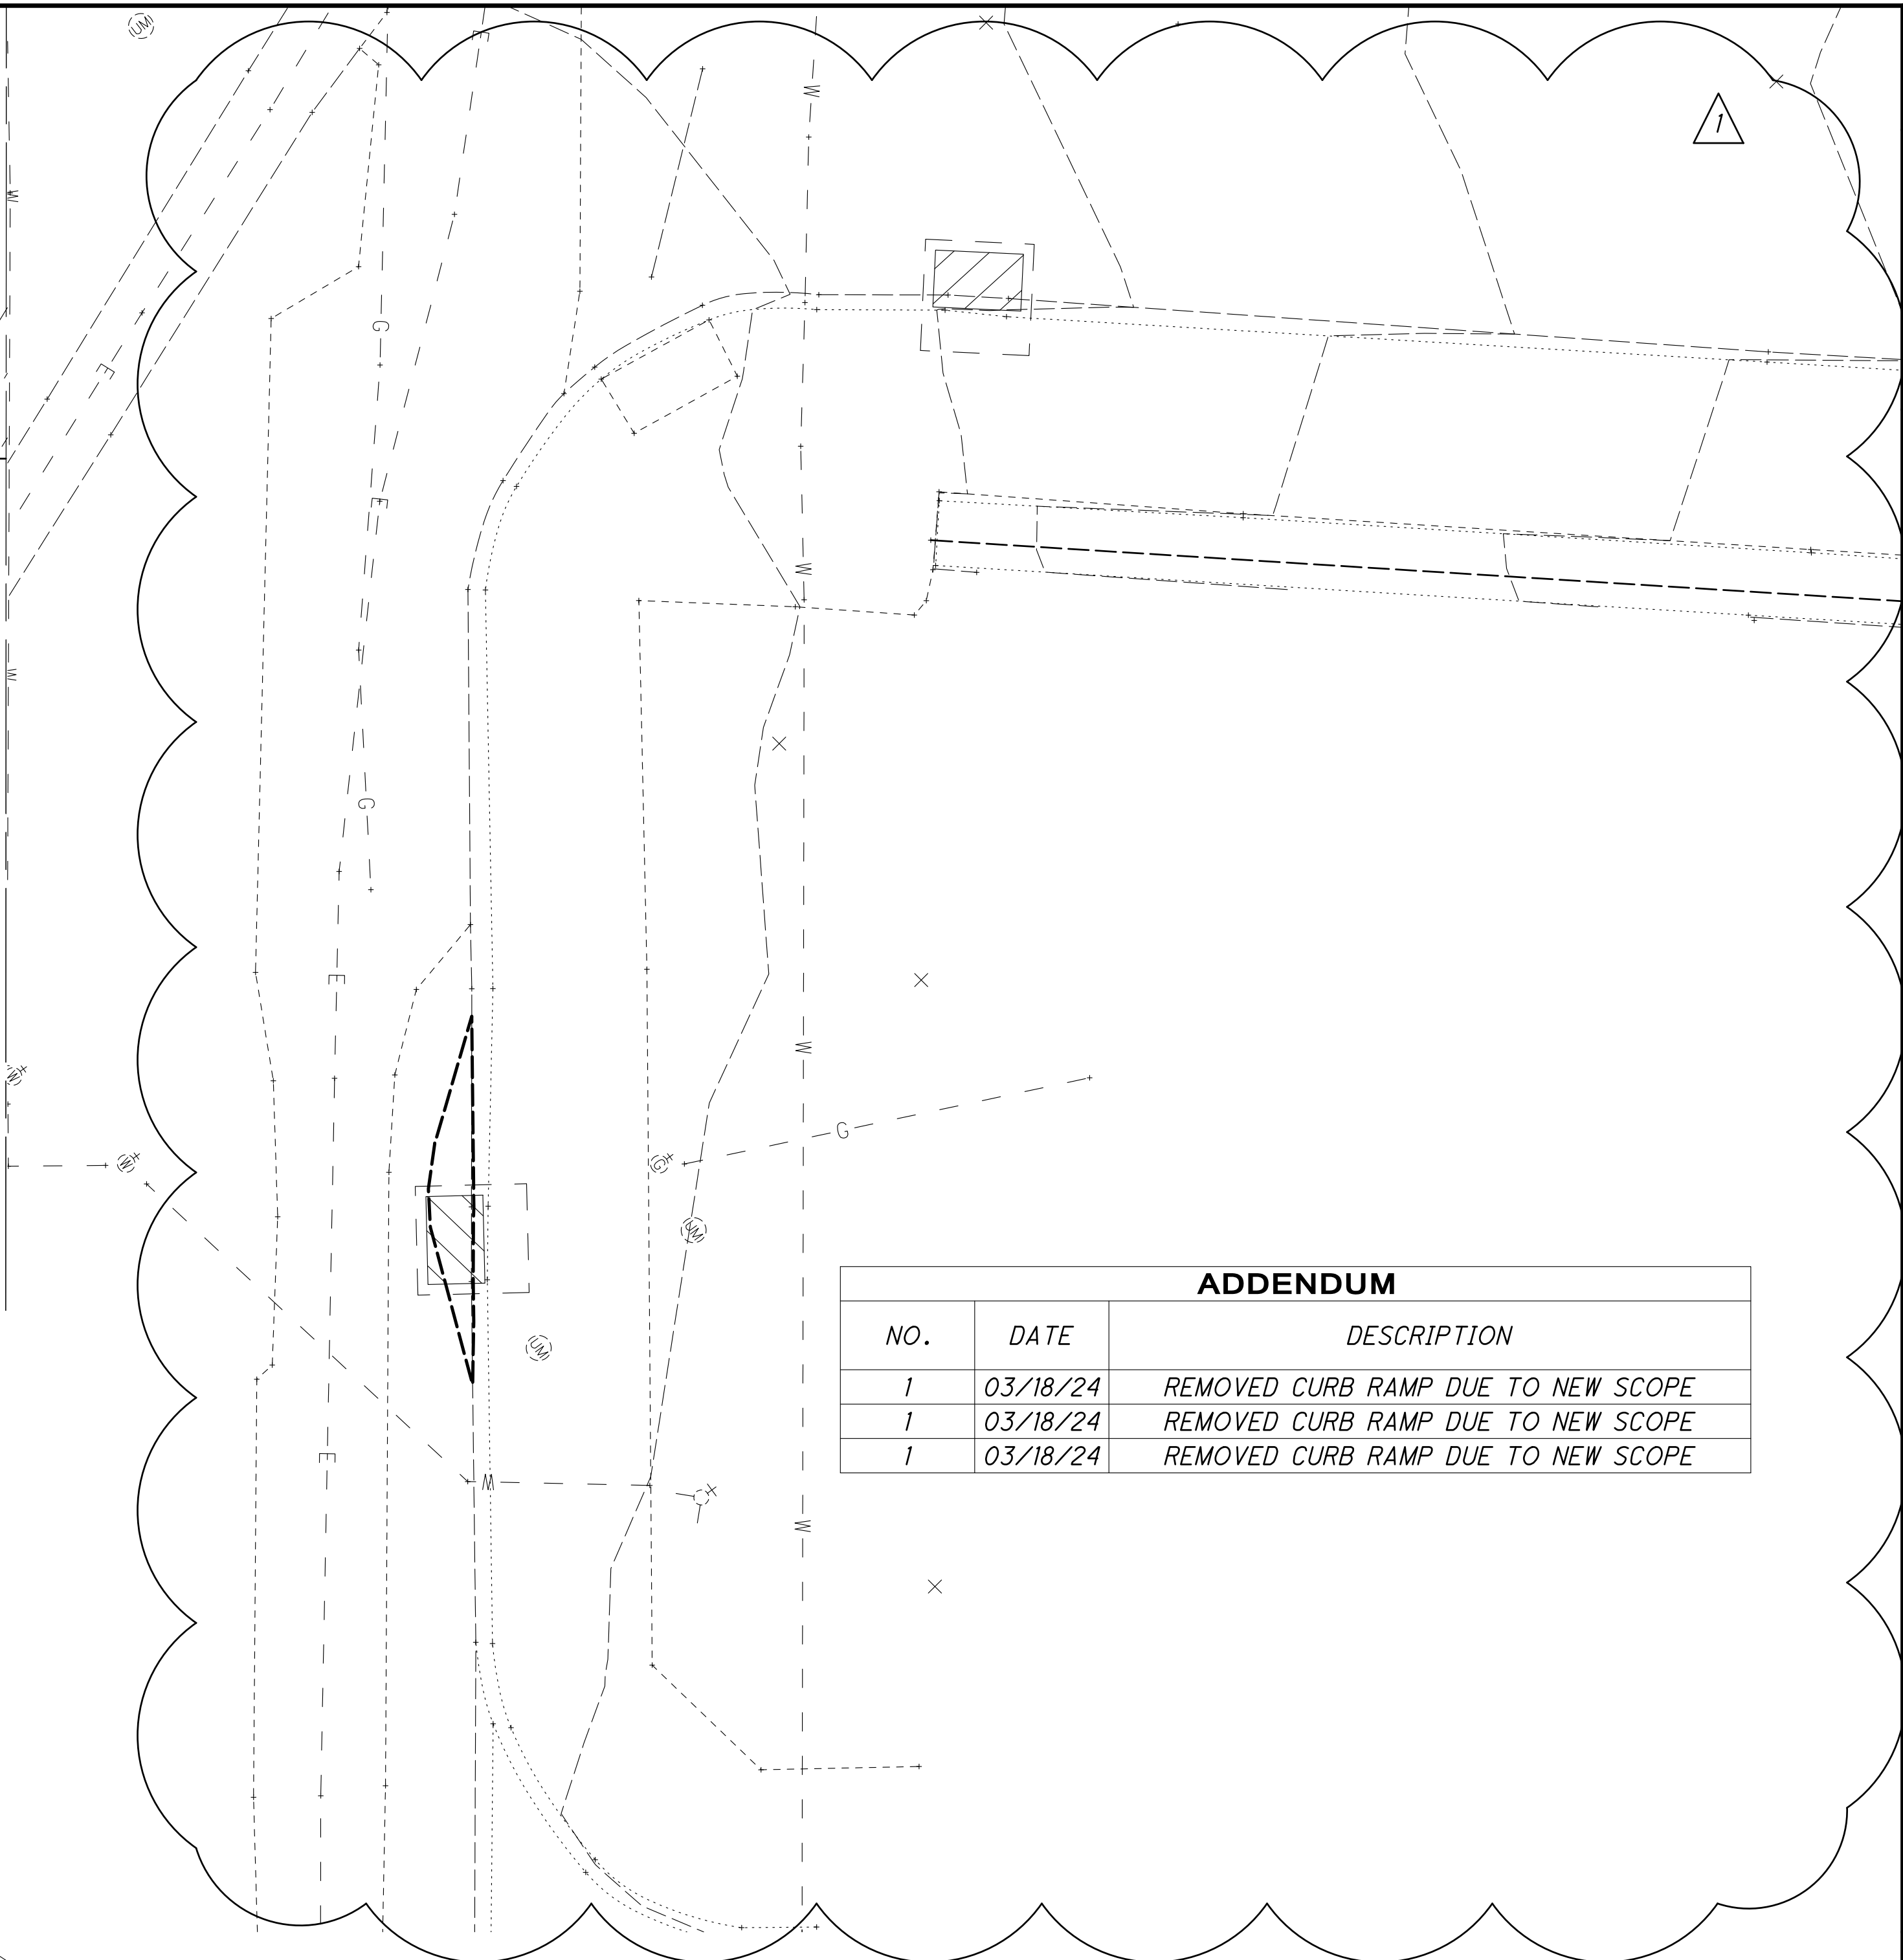 UM
E
W
1
W
G
E
E
W
W
G
E
W
W
G
W
G
UM
UM
E
W
W
ADDENDUM
NO. DATE DESCRIPTION
1 03/18/24 REMOVED CURB RAMP DUE TO NEW SCOPE
1 03/18/24 REMOVED CURB RAMP DUE TO NEW SCOPE
1 03/18/24 REMOVED CURB RAMP DUE TO NEW SCOPE